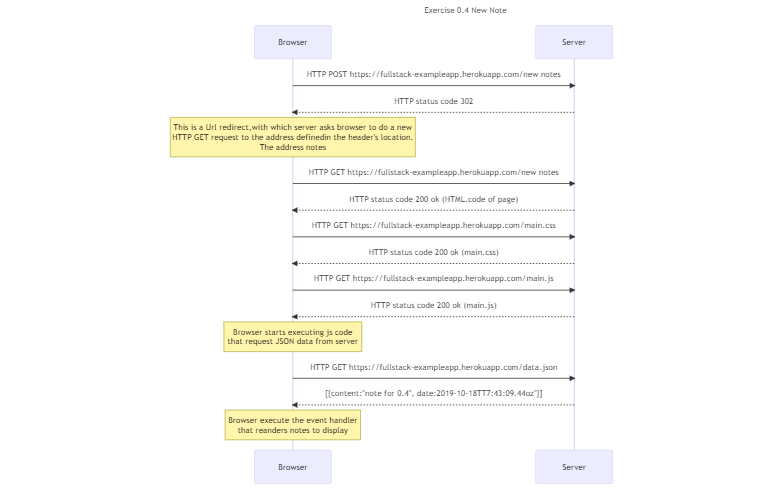 Exercise 0.4 New Note
Browser
Server
HTTP POST https://fullstack-exampleapp.herokuapp.com/new notes
HTTP status code 302
This is a Url redirect,with which server asks browser to do a new
HTTP GET request to the address definedin the header's location.
The address notes
HTTP GET https://fullstack-exampleapp.herokuapp.com/new notes
HTTP status code 200 ok (HTML.code of page)
HTTP GET https://fullstack-exampleapp.herokuapp.com/main.css
HTTP status code 200 ok (main.css)
HTTP GET https://fullstack-exampleapp.herokuapp.com/main.js
HTTP status code 200 ok (main.js)
Browser starts executing js code
that request JSON data from server
HTTP GET https://fullstack-exampleapp.herokuapp.com/data.json
[{content:"note for 0.4", date:2019-10-18TT7:43:09.44oz"}]
Browser execute the event handler
that reanders notes to display
Browser
Server